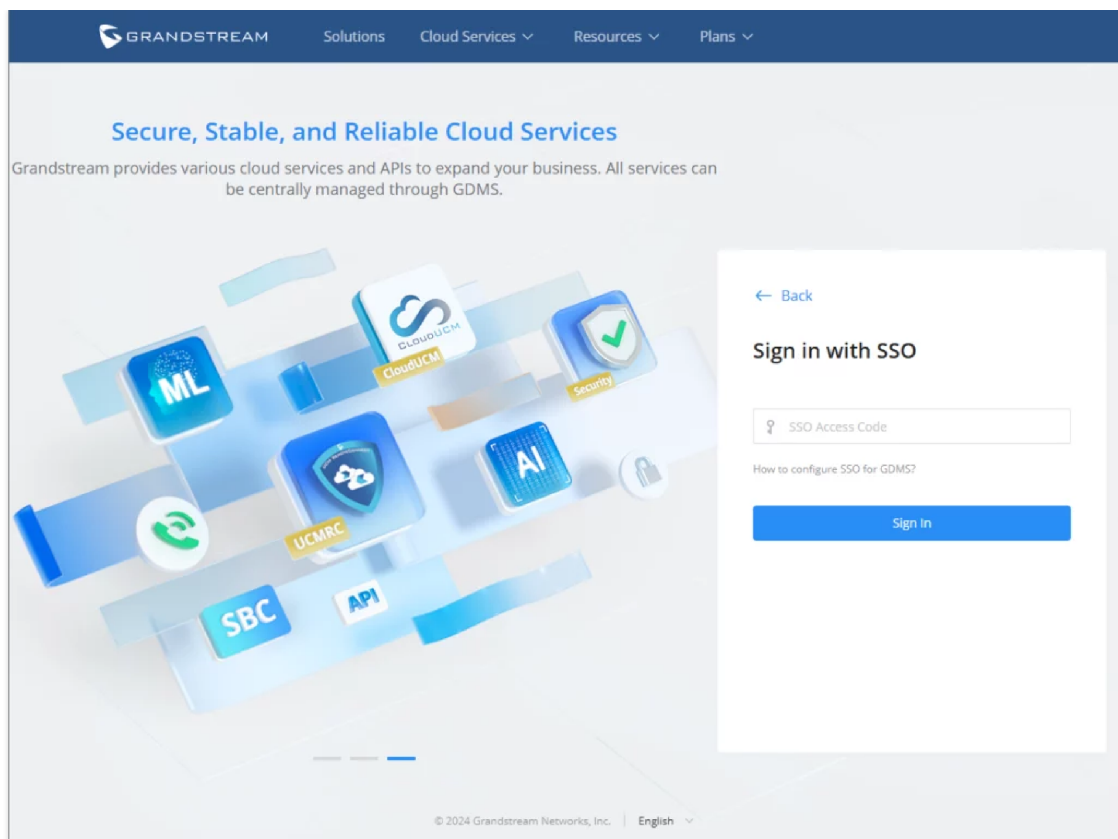 GRANDSTREAM
Solutions
Cloud Services
Resources
Plans
Secure, Stable, and Reliable Cloud Services
Grandstream provides various cloud services and APIs to expand your business. All services can
be centrally managed through GDMS.
CLOUDUCM
CloudUCM
ML
Security
AI
UCMRC
SBC
API
Back
Sign in with SSO
SSO Access Code
How to configure SSO for GDMS?
Sign In
© 2024 Grandstream Networks, Inc.
English